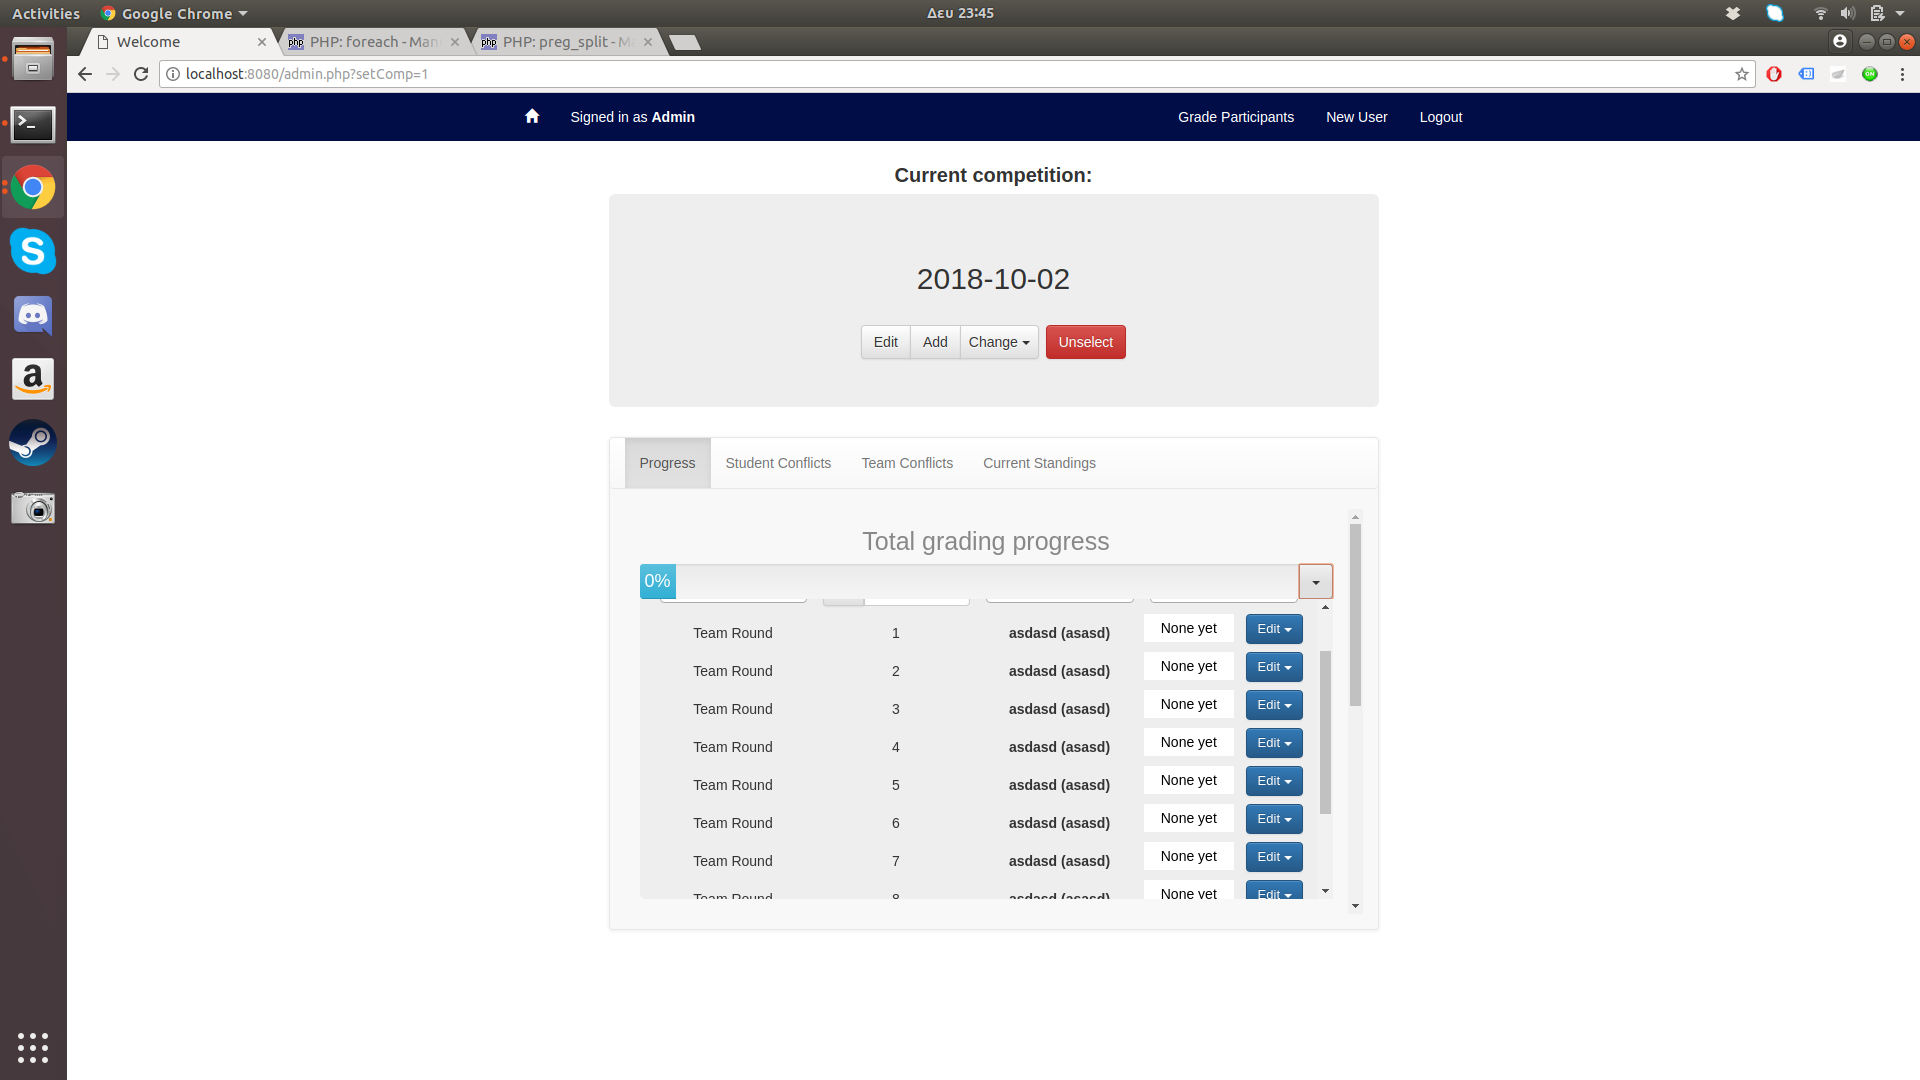 Activities Google Chrome Δευ 23:45
Welcome PHP: foreach - Man PHP: preg_split - M
localhost:8080/admin.php?setComp=1
Signed in as Admin Grade Participants New User Logout
Current competition:
2018-10-02
Edit Add Change Unselect
Progress Student Conflicts Team Conflicts Current Standings
Total grading progress
0%
Team Round 1 asdasd (asasd) None yet Edit
Team Round 2 asdasd (asasd) None yet Edit
Team Round 3 asdasd (asasd) None yet Edit
Team Round 4 asdasd (asasd) None yet Edit
Team Round 5 asdasd (asasd) None yet Edit
Team Round 6 asdasd (asasd) None yet Edit
Team Round 7 asdasd (asasd) None yet Edit
Team Round 8 asdasd (asasd) None yet Edit